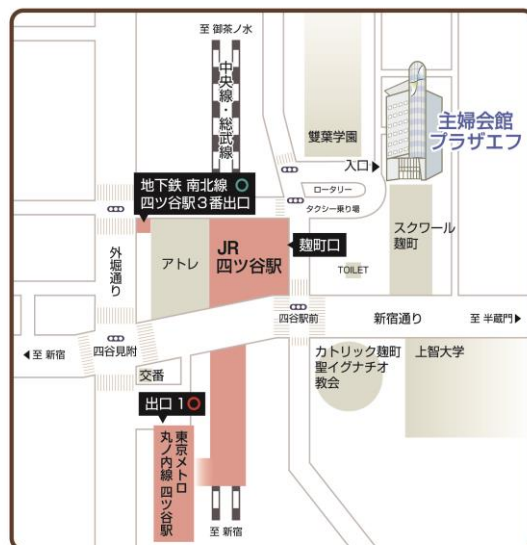 至 御茶ノ水
中央線・総武線
双葉学園
主婦会館
プラザエフ
入口
ロータリー
タクシー乗り場
地下鉄 南北線
四ツ谷駅3番出口
外堀通り
アトレ
JR
四ツ谷駅
麹町口
スクワール
麹町
TOILET
四谷駅前
新宿通り
至 半蔵門
至 新宿
四谷見附
交番
カトリック麹町
聖イグナチオ
教会
上智大学
出口 1
東京メトロ
丸ノ内線 四ツ谷駅
至 新宿